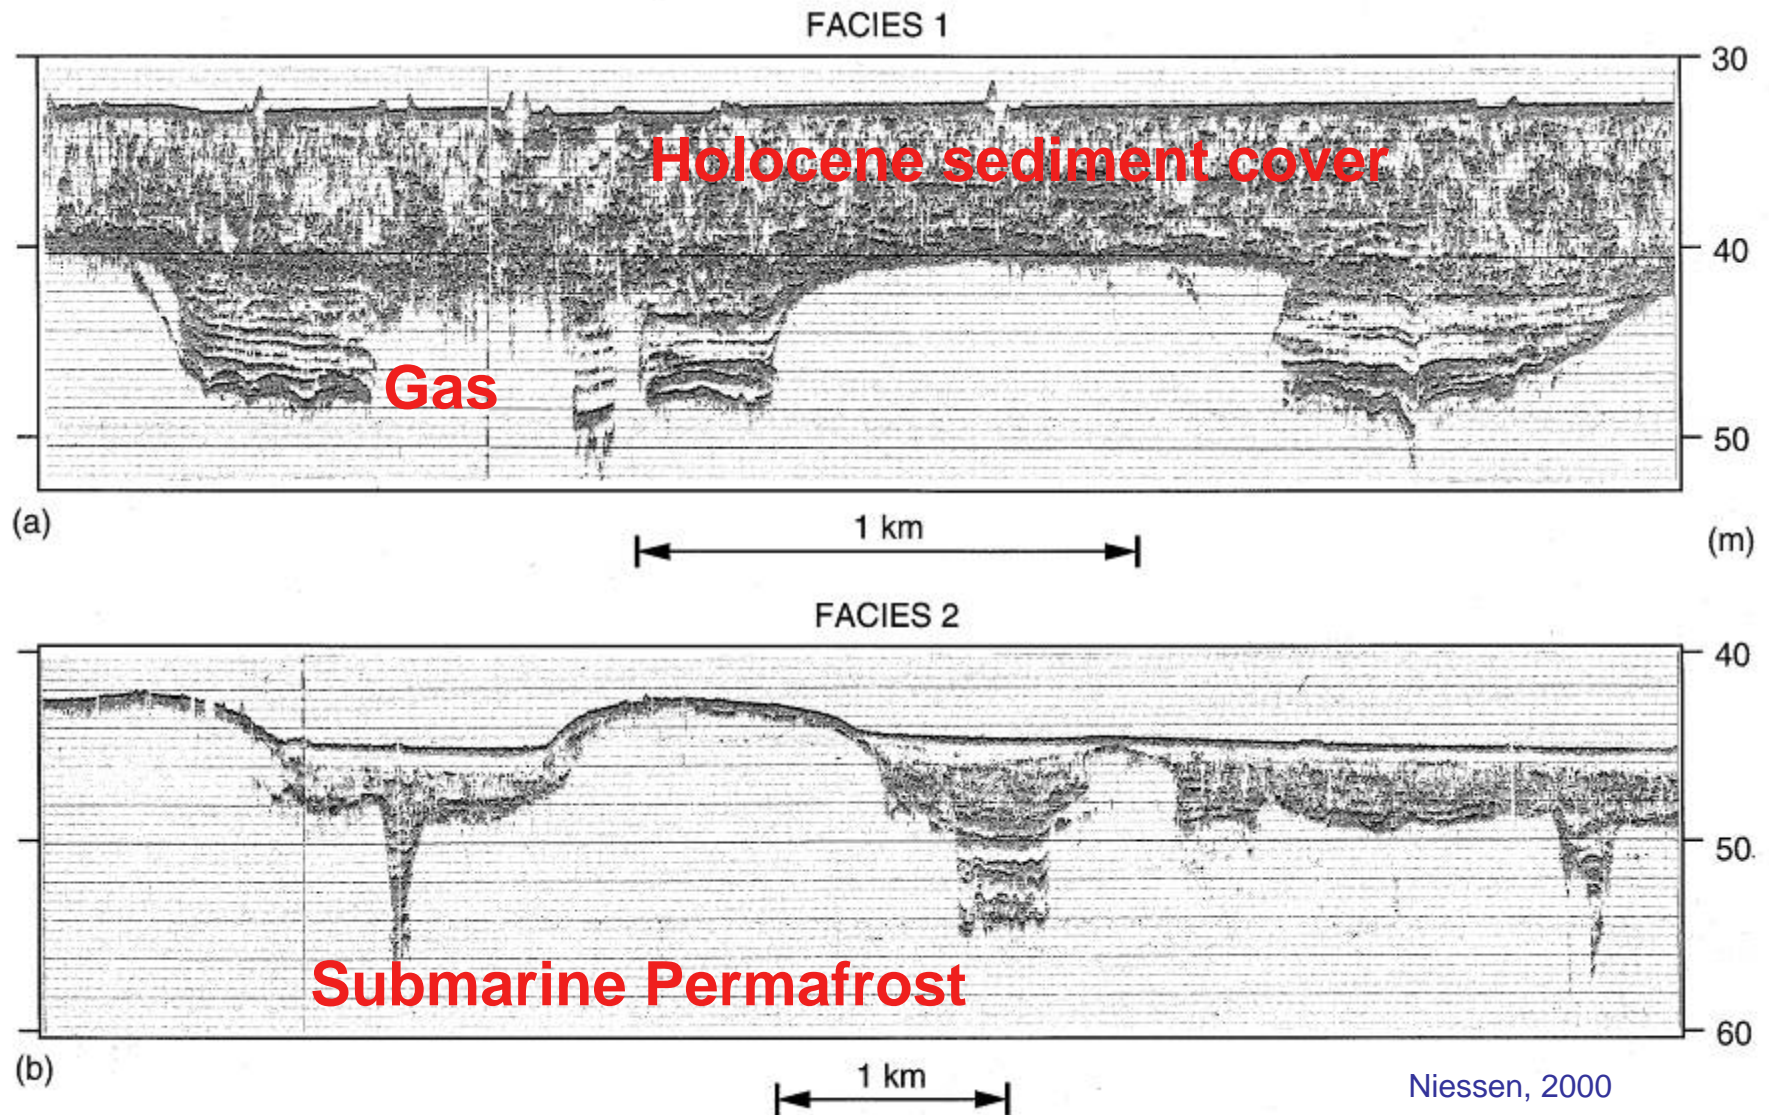 FACIES 1
30
Holocene sediment cover
40
Gas
50
(a)
1 km
(m)
FACIES 2
40
50
Submarine Permafrost
60
(b)
1 km
Niessen, 2000